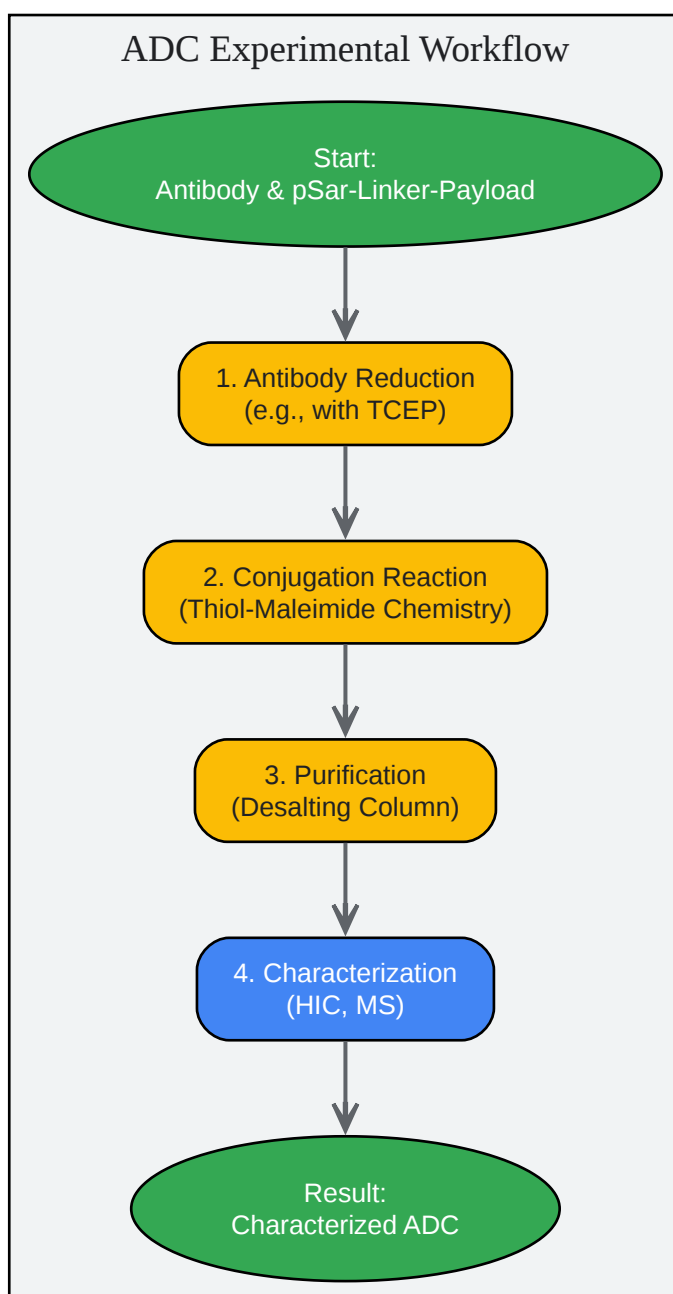 ADC Experimental Workflow
Start:
Antibody & pSar-Linker-Payload
1. Antibody Reduction
(e.g., with TCEP)
2. Conjugation Reaction
(Thiol-Maleimide Chemistry)
3. Purification
(Desalting Column)
4. Characterization
(HIC, MS)
Result:
Characterized ADC